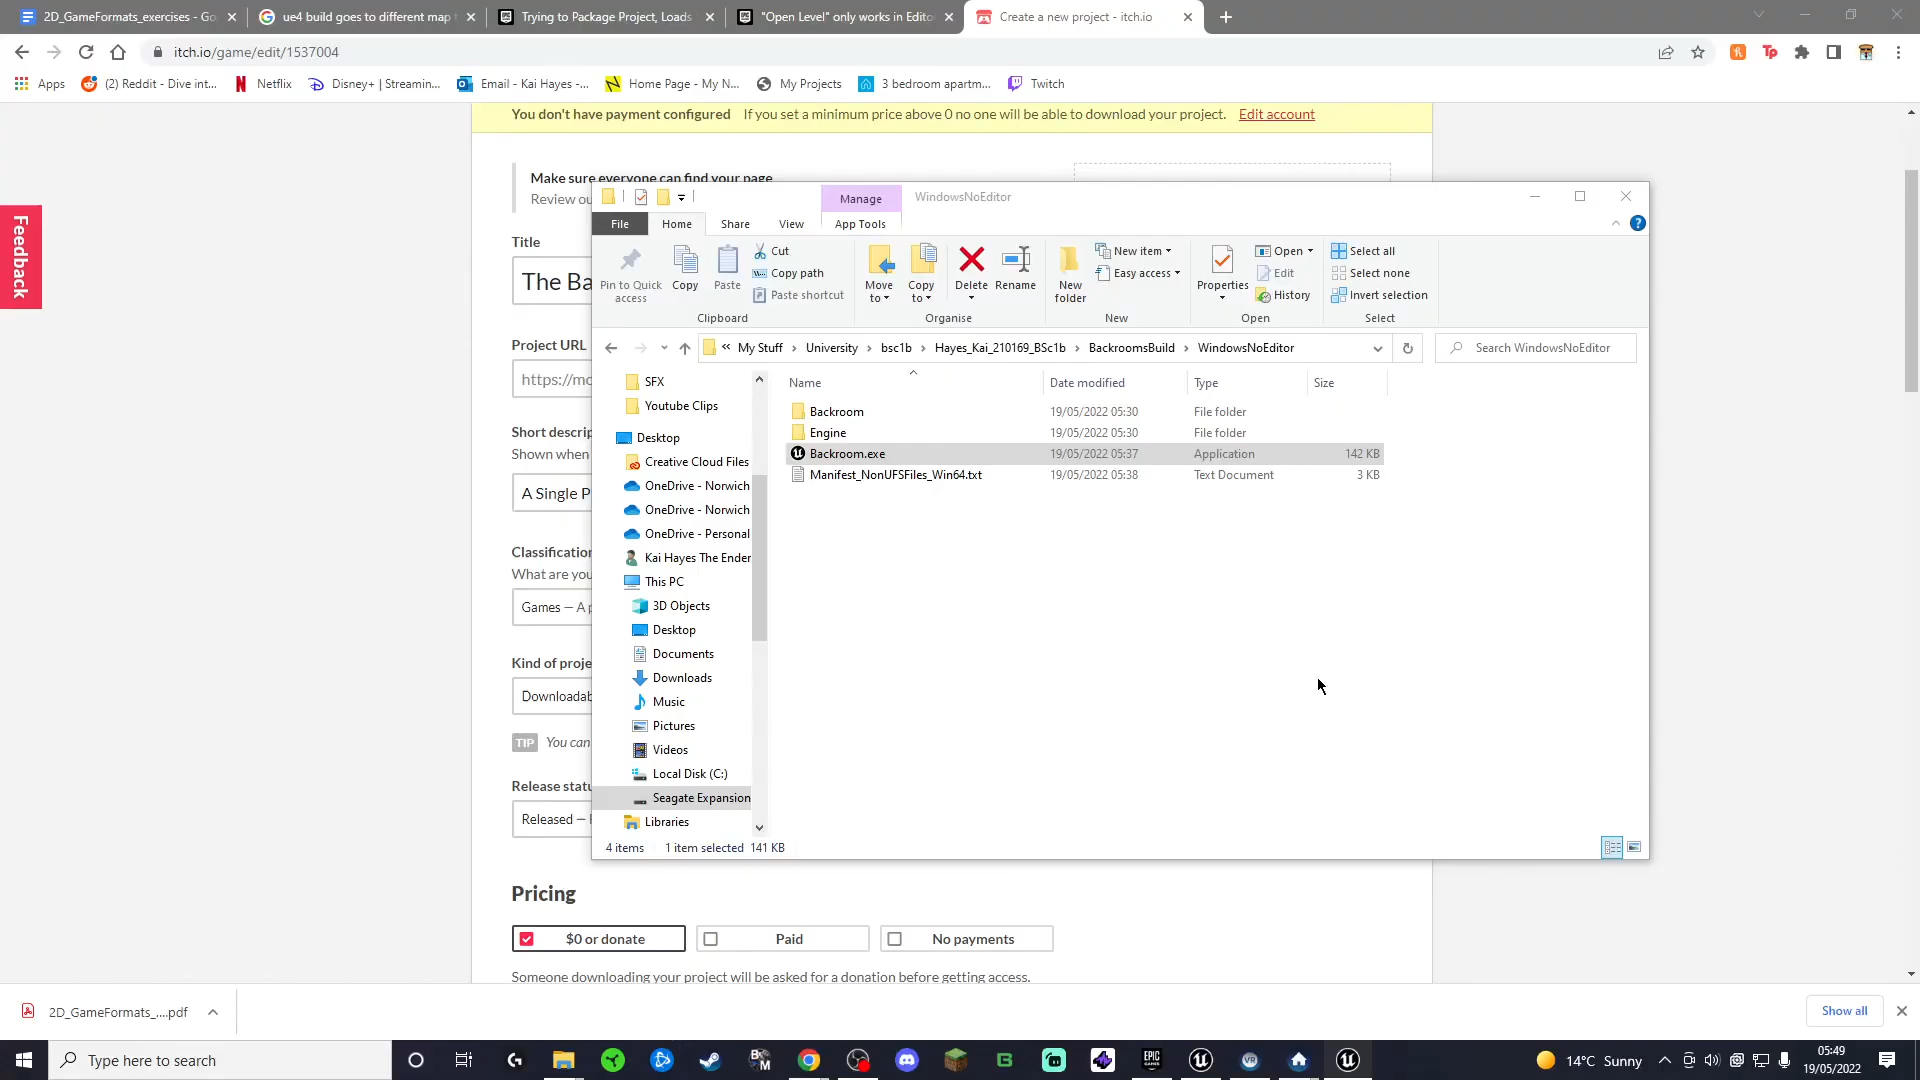 2D_GameFormats_exercises - Go
ue4 build goes to different map
Trying to Package Project, Loads
"Open Level" only works in Edito
Create a new project - itch.io
itch.io/game/edit/1537004
Apps
(2) Reddit - Dive int...
Netflix
Disney+ | Streamin...
Email - Kai Hayes -...
Home Page - My N...
My Projects
3 bedroom apartm...
Twitch
You don't have payment configured If you set a minimum price above 0 no one will be able to download your project. Edit account
Make sure everyone can find your page
Review ou
Feedback
Title
The Ba
Project URL
https://mo
Short descrip
Shown when
A Single P
Classification
What are you
Games — A p
Kind of proje
Downloadab
TIP You can
Release statu
Released —
Manage
WindowsNoEditor
File
Home
Share
View
App Tools
Pin to Quick access
Copy
Paste
Cut
Copy path
Paste shortcut
Clipboard
Move to
Copy to
Delete
Rename
Organise
New folder
New item
Easy access
New
Properties
Open
Edit
History
Open
Select all
Select none
Invert selection
Select
« My Stuff › University › bsc1b › Hayes_Kai_210169_BSc1b › BackroomsBuild › WindowsNoEditor
Search WindowsNoEditor
SFX
Youtube Clips
Desktop
Creative Cloud Files
OneDrive - Norwich
OneDrive - Norwich
OneDrive - Personal
Kai Hayes The Ender
This PC
3D Objects
Desktop
Documents
Downloads
Music
Pictures
Videos
Local Disk (C:)
Seagate Expansion
Libraries
Name Date modified Type Size
Backroom 19/05/2022 05:30 File folder
Engine 19/05/2022 05:30 File folder
Backroom.exe 19/05/2022 05:37 Application 142 KB
Manifest_NonUFSFiles_Win64.txt 19/05/2022 05:38 Text Document 3 KB
4 items 1 item selected 141 KB
Pricing
$0 or donate
Paid
No payments
Someone downloading your project will be asked for a donation before getting access.
2D_GameFormats_....pdf
Show all
Type here to search
14°C Sunny
05:49
19/05/2022